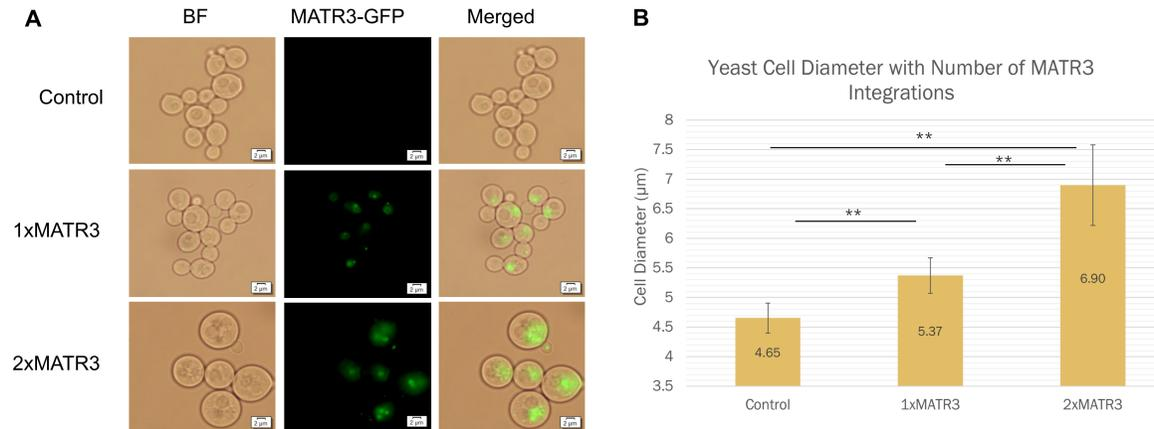 A
BF
MATR3-GFP
Merged
Control
2 µm
2 µm
2 µm
1xMATR3
2 µm
2 µm
2 µm
2xMATR3
2 µm
2 µm
2 µm
B
Yeast Cell Diameter with Number of MATR3
Integrations
Cell Diameter (µm)
8
7.5
7
6.5
6
5.5
5
4.5
4
3.5
**
**
**
4.65
5.37
6.90
Control
1xMATR3
2xMATR3